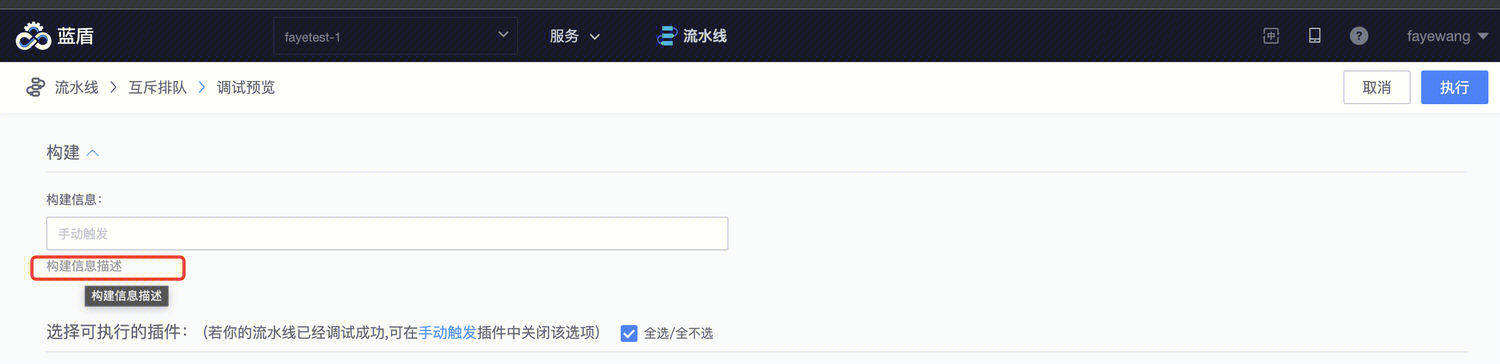 蓝盾 fayetest-1 服务 流水线 中 ? fayewang
流水线 > 互斥排队 > 调试预览 取消 执行
构建
构建信息：
手动触发
构建信息描述
构建信息描述
选择可执行的插件： (若你的流水线已经调试成功,可在手动触发插件中关闭该选项) 全选/全不选